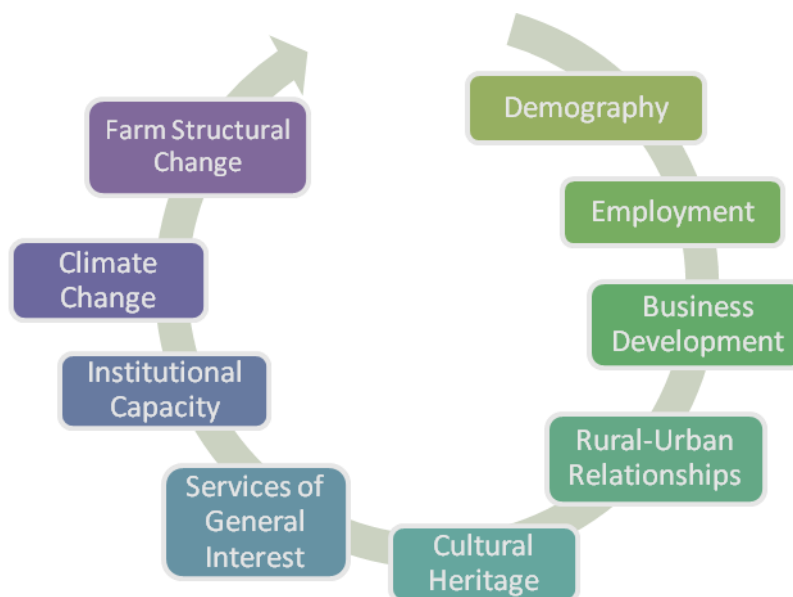 Demography
Employment
Business
Development
Rural-Urban
Relationships
Cultural
Heritage
Services of
General
Interest
Institutional
Capacity
Climate
Change
Farm Structural
Change